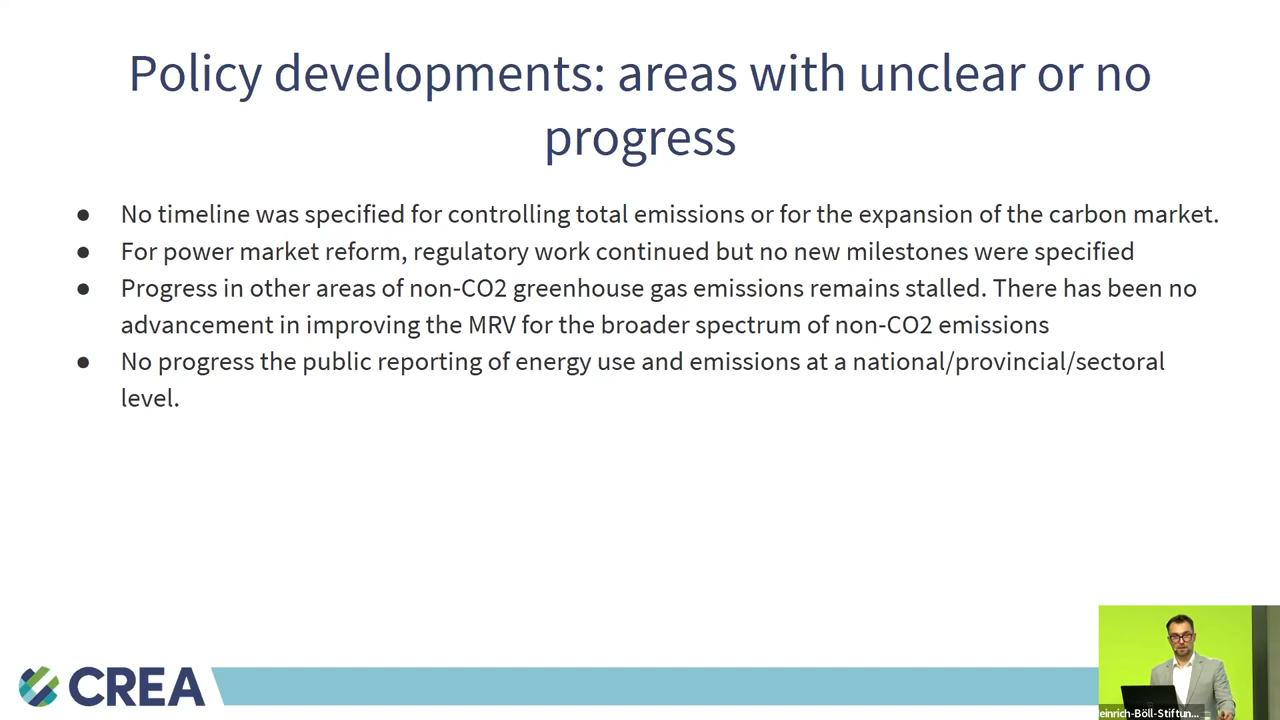 Policy developments: areas with unclear or no
progress
● No timeline was specified for controlling total emissions or for the expansion of the carbon market.
● For power market reform, regulatory work continued but no new milestones were specified
● Progress in other areas of non-CO2 greenhouse gas emissions remains stalled. There has been no
advancement in improving the MRV for the broader spectrum of non-CO2 emissions
● No progress the public reporting of energy use and emissions at a national/provincial/sectoral
level.
CREA
einrich-Böll-Stiftun...